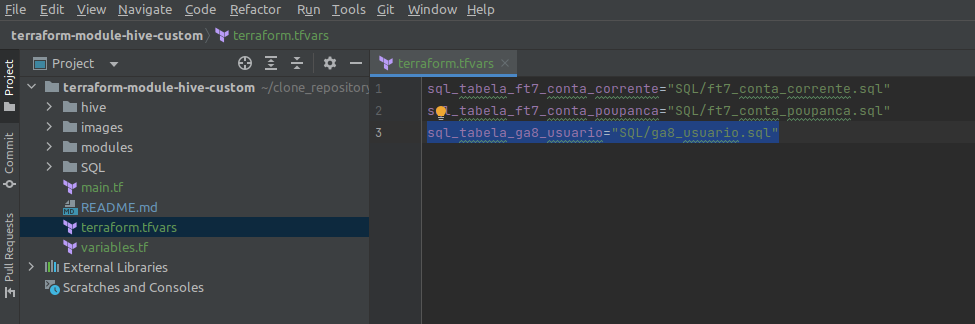 File Edit View Navigate Code Refactor Run Tools Git Window Help
terraform-module-hive-custom terraform.tfvars
Project
Commit
Pull Requests
Project
terraform-module-hive-custom ~/clone_repository
hive
images
modules
SQL
main.tf
README.md
terraform.tfvars
variables.tf
External Libraries
Scratches and Consoles
terraform.tfvars
1 sql_tabela_ft7_conta_corrente="SQL/ft7_conta_corrente.sql"
2 sql_tabela_ft7_conta_poupanca="SQL/ft7_conta_poupanca.sql"
3 sql_tabela_ga8_usuario="SQL/ga8_usuario.sql"